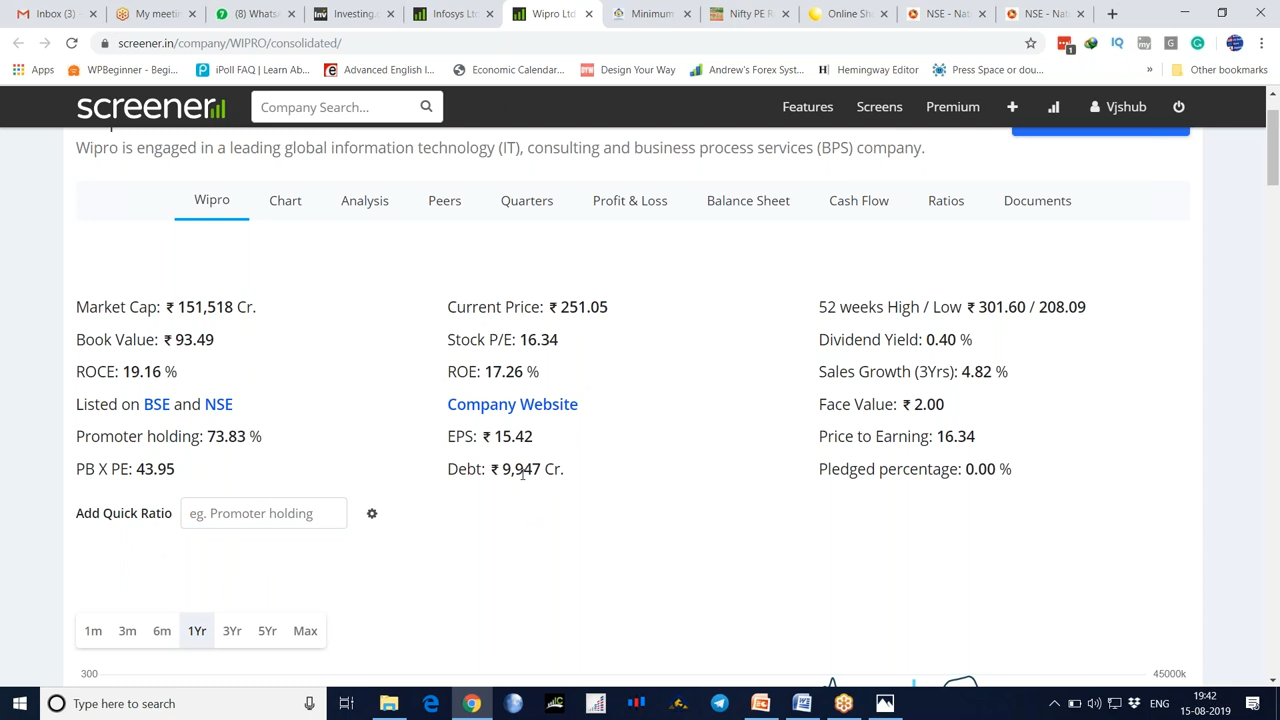 Inbox (3)
My meetin
(8) Whats
Investing.c
Infosys Ltd
Wipro Ltd
Minimum
Nifty PE R
Online Sha
NSE - Nati
NSE - Nati
screener.in/company/WIPRO/consolidated/
Apps
WPBeginner - Begi...
iPoll FAQ | Learn Ab...
Advanced English I...
Economic Calendar...
Design Your Way
Andrew's Forex Syst...
Hemingway Editor
Press Space or dou...
»
Other bookmarks
screener
Company Search...
Features
Screens
Premium
Vjshub
Wipro is engaged in a leading global information technology (IT), consulting and business process services (BPS) company.
Wipro
Chart
Analysis
Peers
Quarters
Profit & Loss
Balance Sheet
Cash Flow
Ratios
Documents
Market Cap: ₹ 151,518 Cr.
Current Price: ₹ 251.05
52 weeks High / Low ₹ 301.60 / 208.09
Book Value: ₹ 93.49
Stock P/E: 16.34
Dividend Yield: 0.40 %
ROCE: 19.16 %
ROE: 17.26 %
Sales Growth (3Yrs): 4.82 %
Listed on BSE and NSE
Company Website
Face Value: ₹ 2.00
Promoter holding: 73.83 %
EPS: ₹ 15.42
Price to Earning: 16.34
PB X PE: 43.95
Debt: ₹ 9,947 Cr.
Pledged percentage: 0.00 %
Add Quick Ratio
eg. Promoter holding
1m
3m
6m
1Yr
3Yr
5Yr
Max
300
45000k
Type here to search
ENG
19:42
15-08-2019